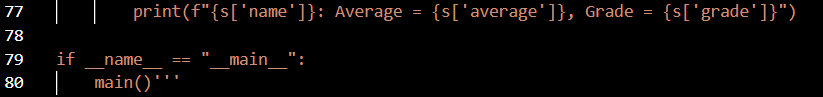 77 print(f"{s['name']}: Average = {s['average']}, Grade = {s['grade']}")
78
79 if __name__ == "__main__":
80 main()'''